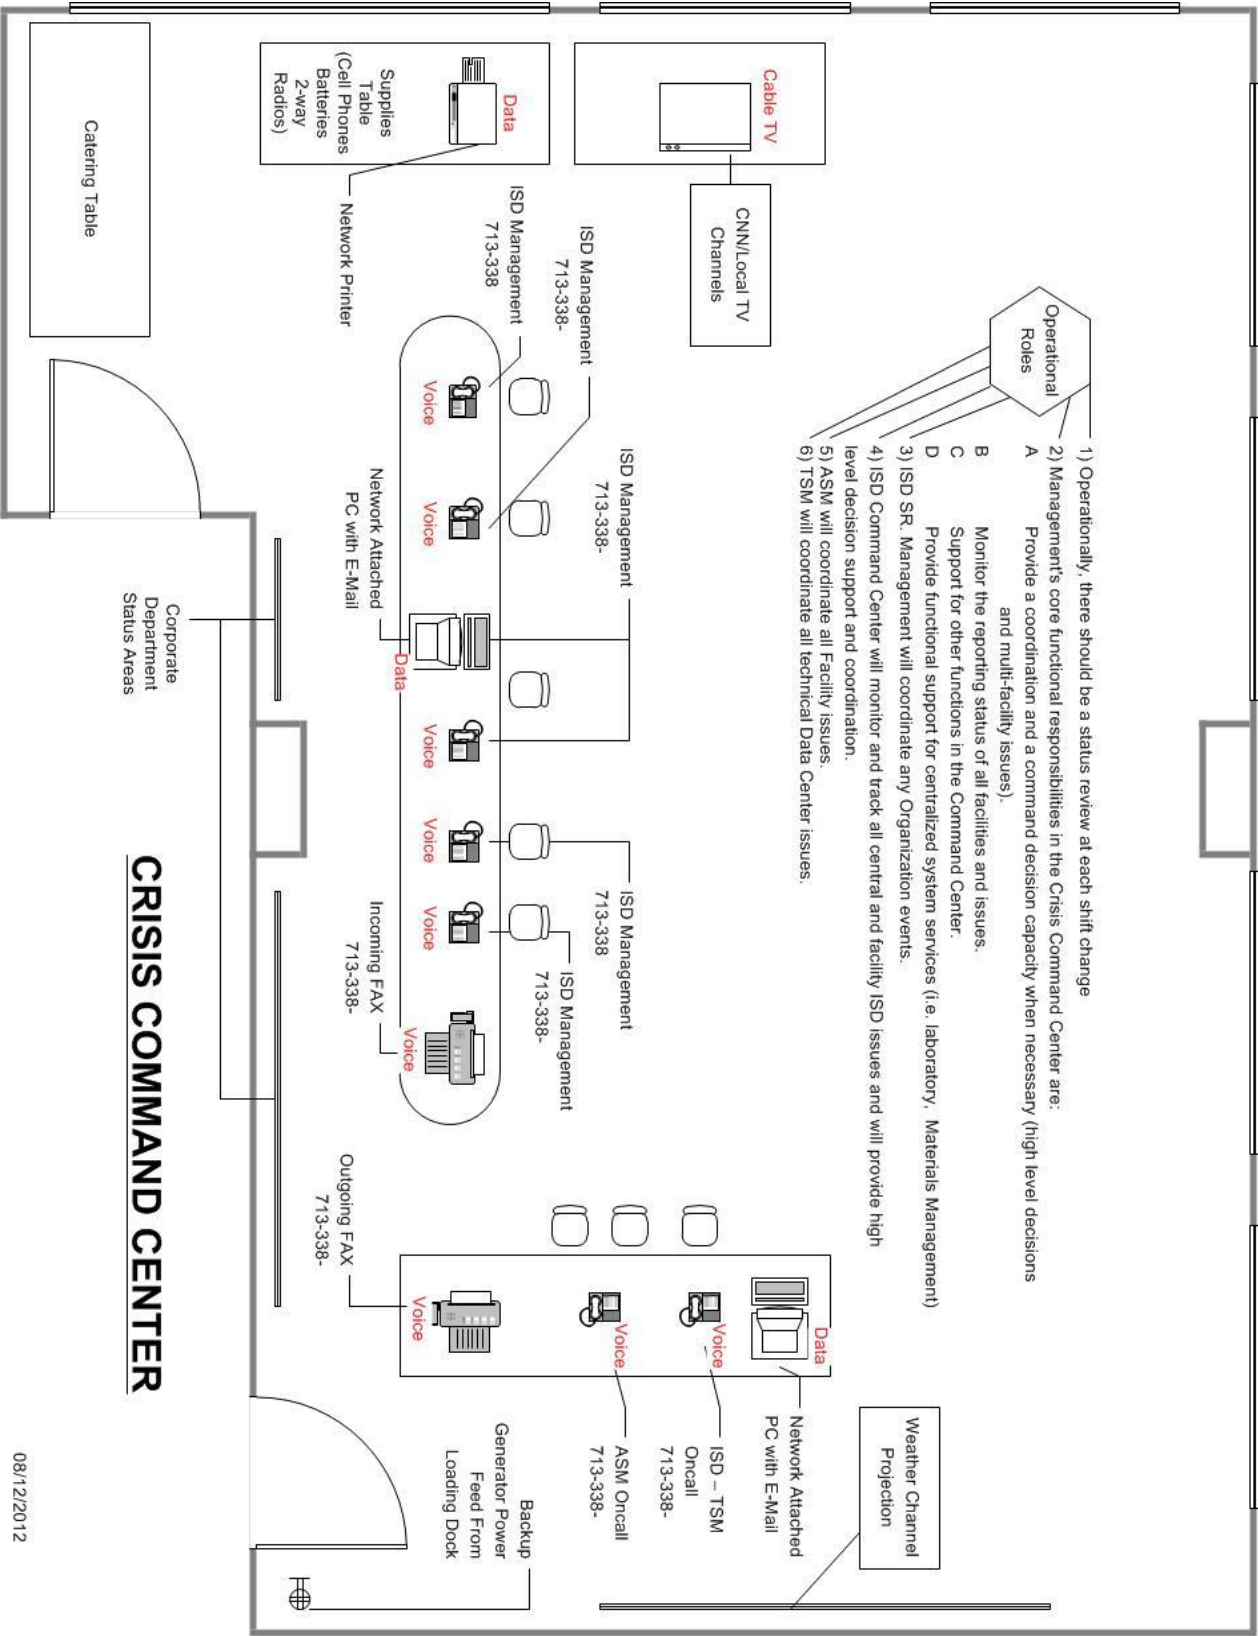 1) Operationally, there should be a status review at each shift change
2) Management's core functional responsibilities in the Crisis Command Center are:
A Provide a coordination and a command decision capacity when necessary (high level decisions
and multi-facility issues).
B Monitor the reporting status of all facilities and issues.
C Support for other functions in the Command Center.
D Provide functional support for centralized system services (i.e. laboratory, Materials Management)
3) ISD SR. Management will coordinate any Organization events.
4) ISD Command Center will monitor and track all central and facility ISD issues and will provide high
level decision support and coordination.
5) ASM will coordinate all Facility issues.
6) TSM will coordinate all technical Data Center issues.
Operational
Roles
Cable TV
CNN/Local TV
Channels
Weather Channel
Projection
Data
Supplies
Table
(Cell Phones
Batteries
2-way
Radios)
Network Printer
Catering Table
ISD Management
713-338-
ISD Management
713-338
ISD Management
713-338-
ISD Management
713-338
ISD Management
713-338-
Voice
Voice
Data
Voice
Voice
Voice
Voice
Network Attached
PC with E-Mail
Incoming FAX
713-338-
Data
Network Attached
PC with E-Mail
Voice
ISD – TSM
Oncall
713-338-
Voice
ASM Oncall
713-338-
Voice
Outgoing FAX
713-338-
Backup
Generator Power
Feed From
Loading Dock
Corporate
Department
Status Areas
CRISIS COMMAND CENTER
08/12/2012